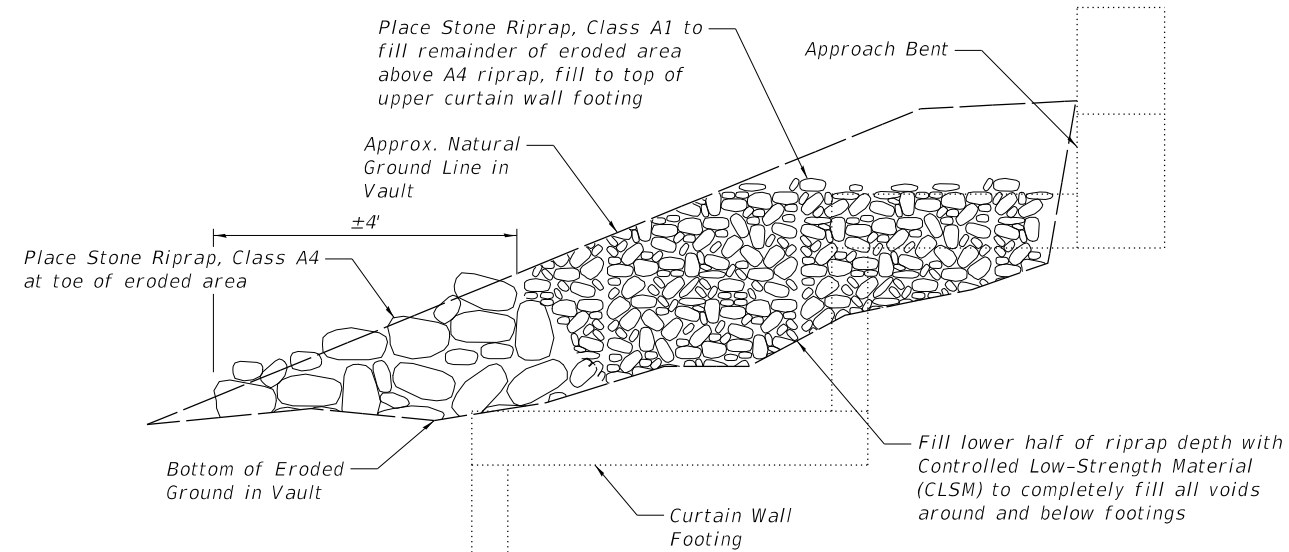 Place Stone Riprap, Class A1 to
fill remainder of eroded area
above A4 riprap, fill to top of
upper curtain wall footing
Approach Bent
Approx. Natural
Ground Line in
Vault
±4'
Place Stone Riprap, Class A4
at toe of eroded area
Bottom of Eroded
Ground in Vault
Curtain Wall
Footing
Fill lower half of riprap depth with
Controlled Low-Strength Material
(CLSM) to completely fill all voids
around and below footings